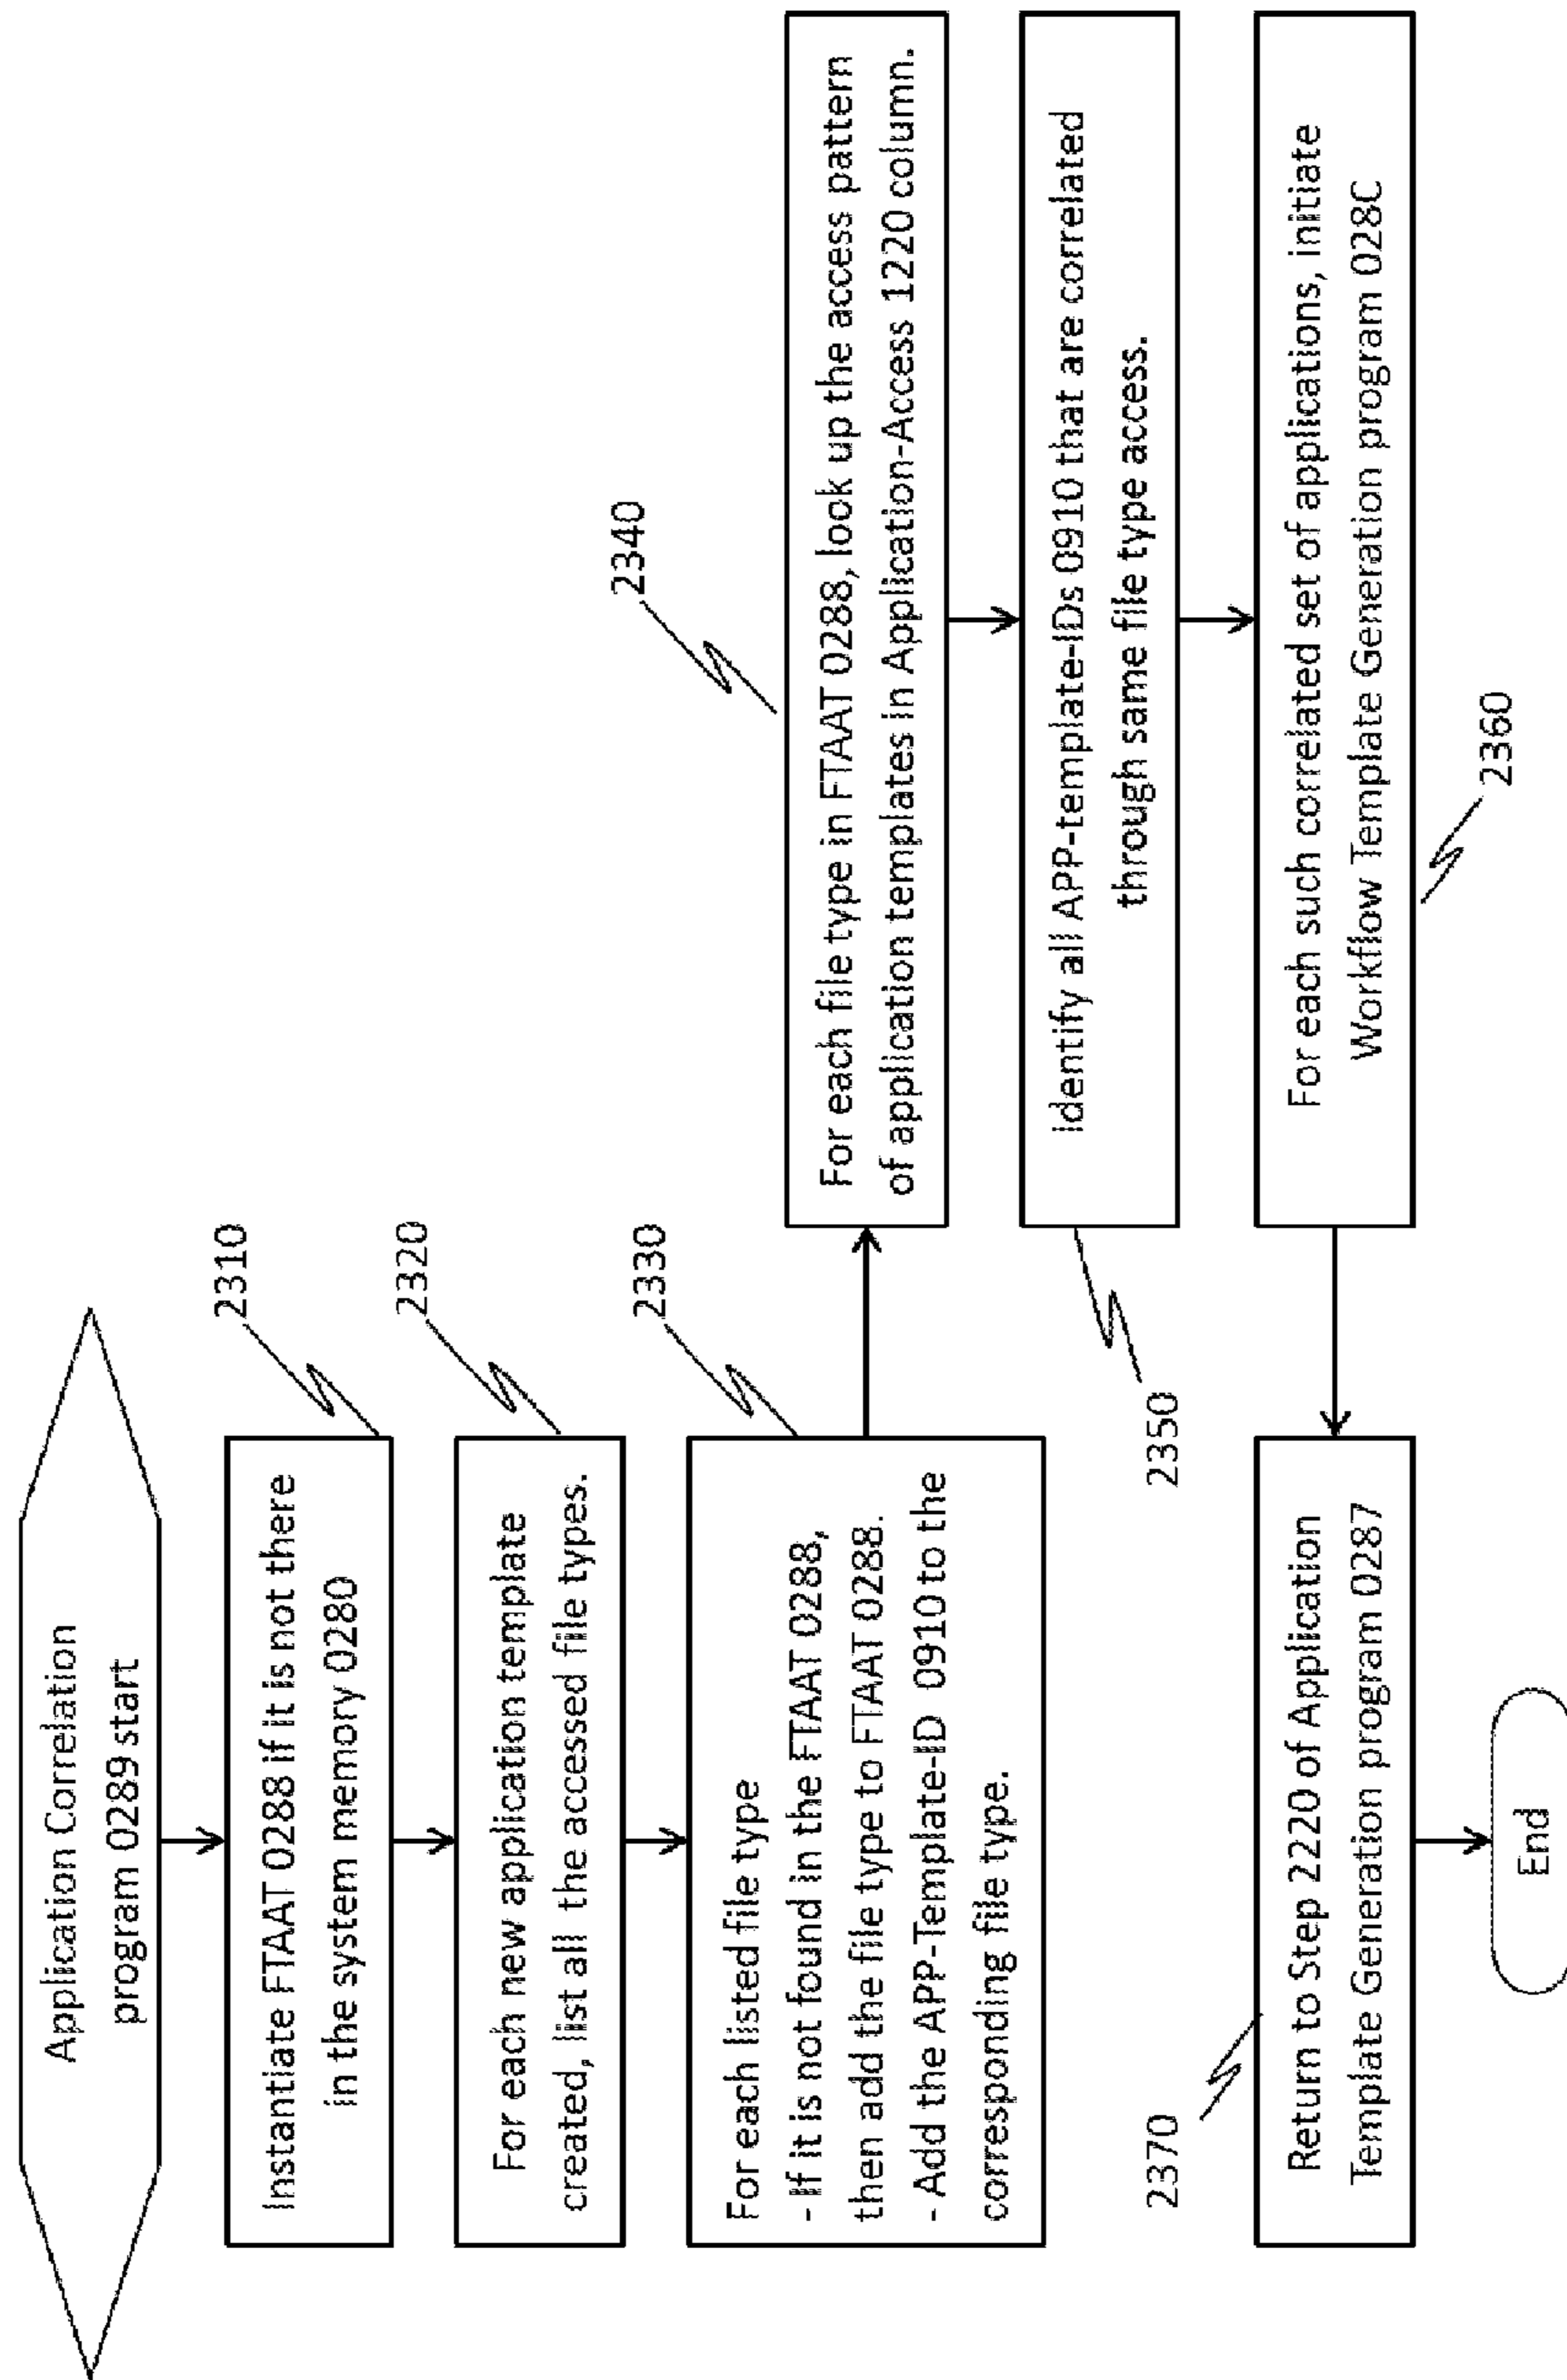 Application Correlation
program 0289 start
2310
Instantiate FTAAT 0288 if it is not there
in the system memory 0280
2320
For each new application template
created, list all the accessed file types.
2330
For each listed file type
- If it is not found in the FTAAT 0288,
then add the file type to FTAAT 0288.
- Add the APP-Template-ID 0910 to the
corresponding file type.
2340
For each file type in FTAAT 0288, look up the access pattern
of application templates in Application-Access 1220 column.
2350
Identify all APP-template-IDs 0910 that are correlated
through same file type access.
For each such correlated set of applications, initiate
Workflow Template Generation program 028C
2360
2370
Return to Step 2220 of Application
Template Generation program 0287
End